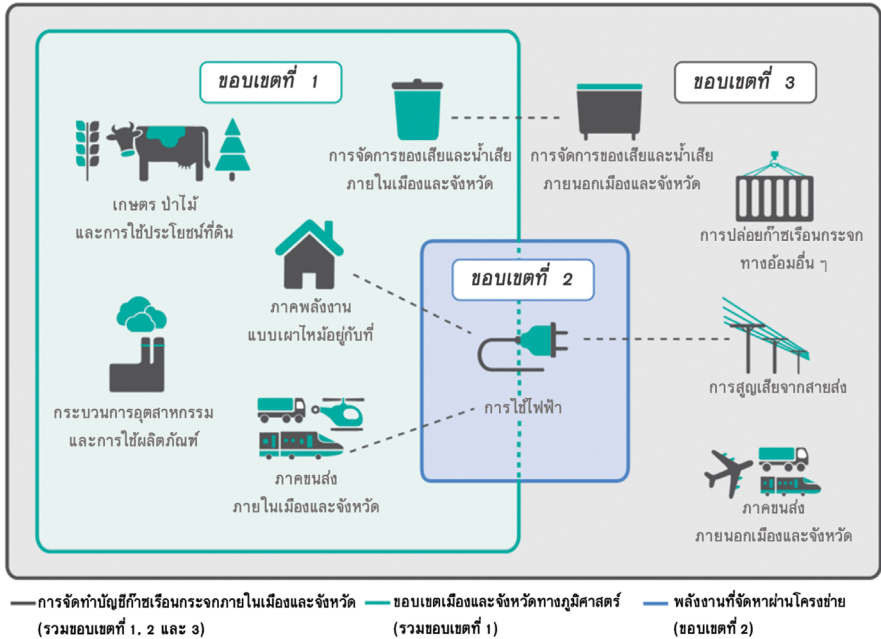 ขอบเขตที่ 1
ขอบเขตที่ 3
การจัดการของเสียและน้ำเสีย
ภายในเมืองและจังหวัด
การจัดการของเสียและน้ำเสีย
ภายนอกเมืองและจังหวัด
เกษตร ป่าไม้
และการใช้ประโยชน์ที่ดิน
การปล่อยก๊าซเรือนกระจก
ทางอ้อมอื่น ๆ
ขอบเขตที่ 2
ภาคพลังงาน
แบบเผาไหม้อยู่กับที่
การสูญเสียจากสายส่ง
การใช้ไฟฟ้า
กระบวนการอุตสาหกรรม
และการใช้ผลิตภัณฑ์
ภาคขนส่ง
ภายในเมืองและจังหวัด
ภาคขนส่ง
ภายนอกเมืองและจังหวัด
การจัดทำบัญชีก๊าซเรือนกระจกภายในเมืองและจังหวัด
(รวมขอบเขตที่ 1, 2 และ 3)
ขอบเขตเมืองและจังหวัดทางภูมิศาสตร์
(รวมขอบเขตที่ 1)
พลังงานที่จัดหาผ่านโครงข่าย
(ขอบเขตที่ 2)